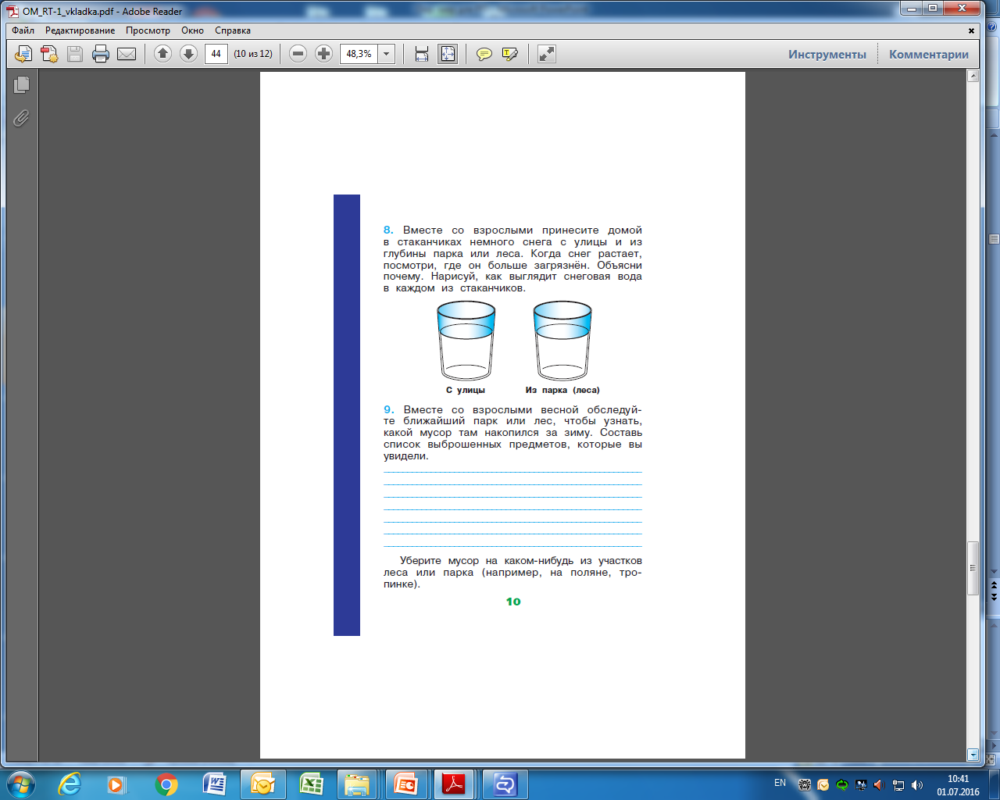 OM_RT-1_vkladka.pdf - Adobe Reader
Файл Редактирование Просмотр Окно Справка
44 (10 из 12) 48,3% Инструменты Комментарии
8. Вместе со взрослыми принесите домой
в стаканчиках немного снега с улицы и из
глубины парка или леса. Когда снег растает,
посмотри, где он больше загрязнён. Объясни
почему. Нарисуй, как выглядит снеговая вода
в каждом из стаканчиков.
С улицы Из парка (леса)
9. Вместе со взрослыми весной обследуй-
те ближайший парк или лес, чтобы узнать,
какой мусор там накопился за зиму. Составь
список выброшенных предметов, которые вы
увидели.
Уберите мусор на каком-нибудь из участков
леса или парка (например, на поляне, тро-
пинке).
10
EN 10:41
01.07.2016